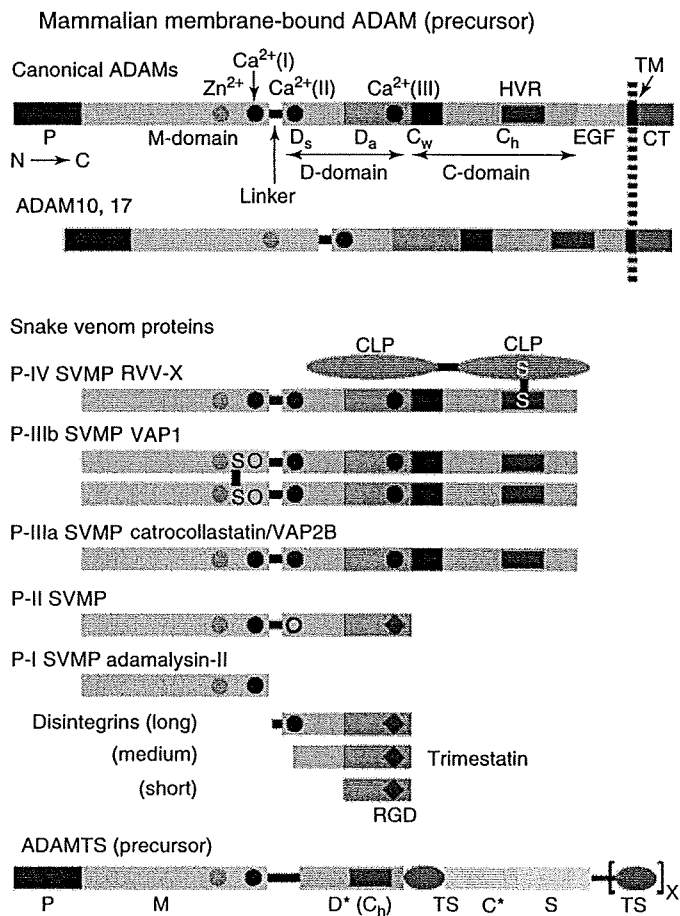 Mammalian membrane-bound ADAM (precursor)
Ca²⁺(I)
TM
Canonical ADAMs
Zn²⁺ Ca²⁺(II) Ca²⁺(III) HVR
P M-domain Dₛ Dₐ C_w C_h EGF CT
N C
D-domain C-domain
Linker
ADAM10, 17
Snake venom proteins
CLP CLP
P-IV SVMP RVV-X
S
S
P-IIIb SVMP VAP1
SO
SO
P-IIIa SVMP catrocollastatin/VAP2B
P-II SVMP
P-I SVMP adamalysin-II
Disintegrins (long)
(medium) Trimestatin
(short)
RGD
ADAMTS (precursor)
[ ]X
P M D* (C_h) TS C* S TS